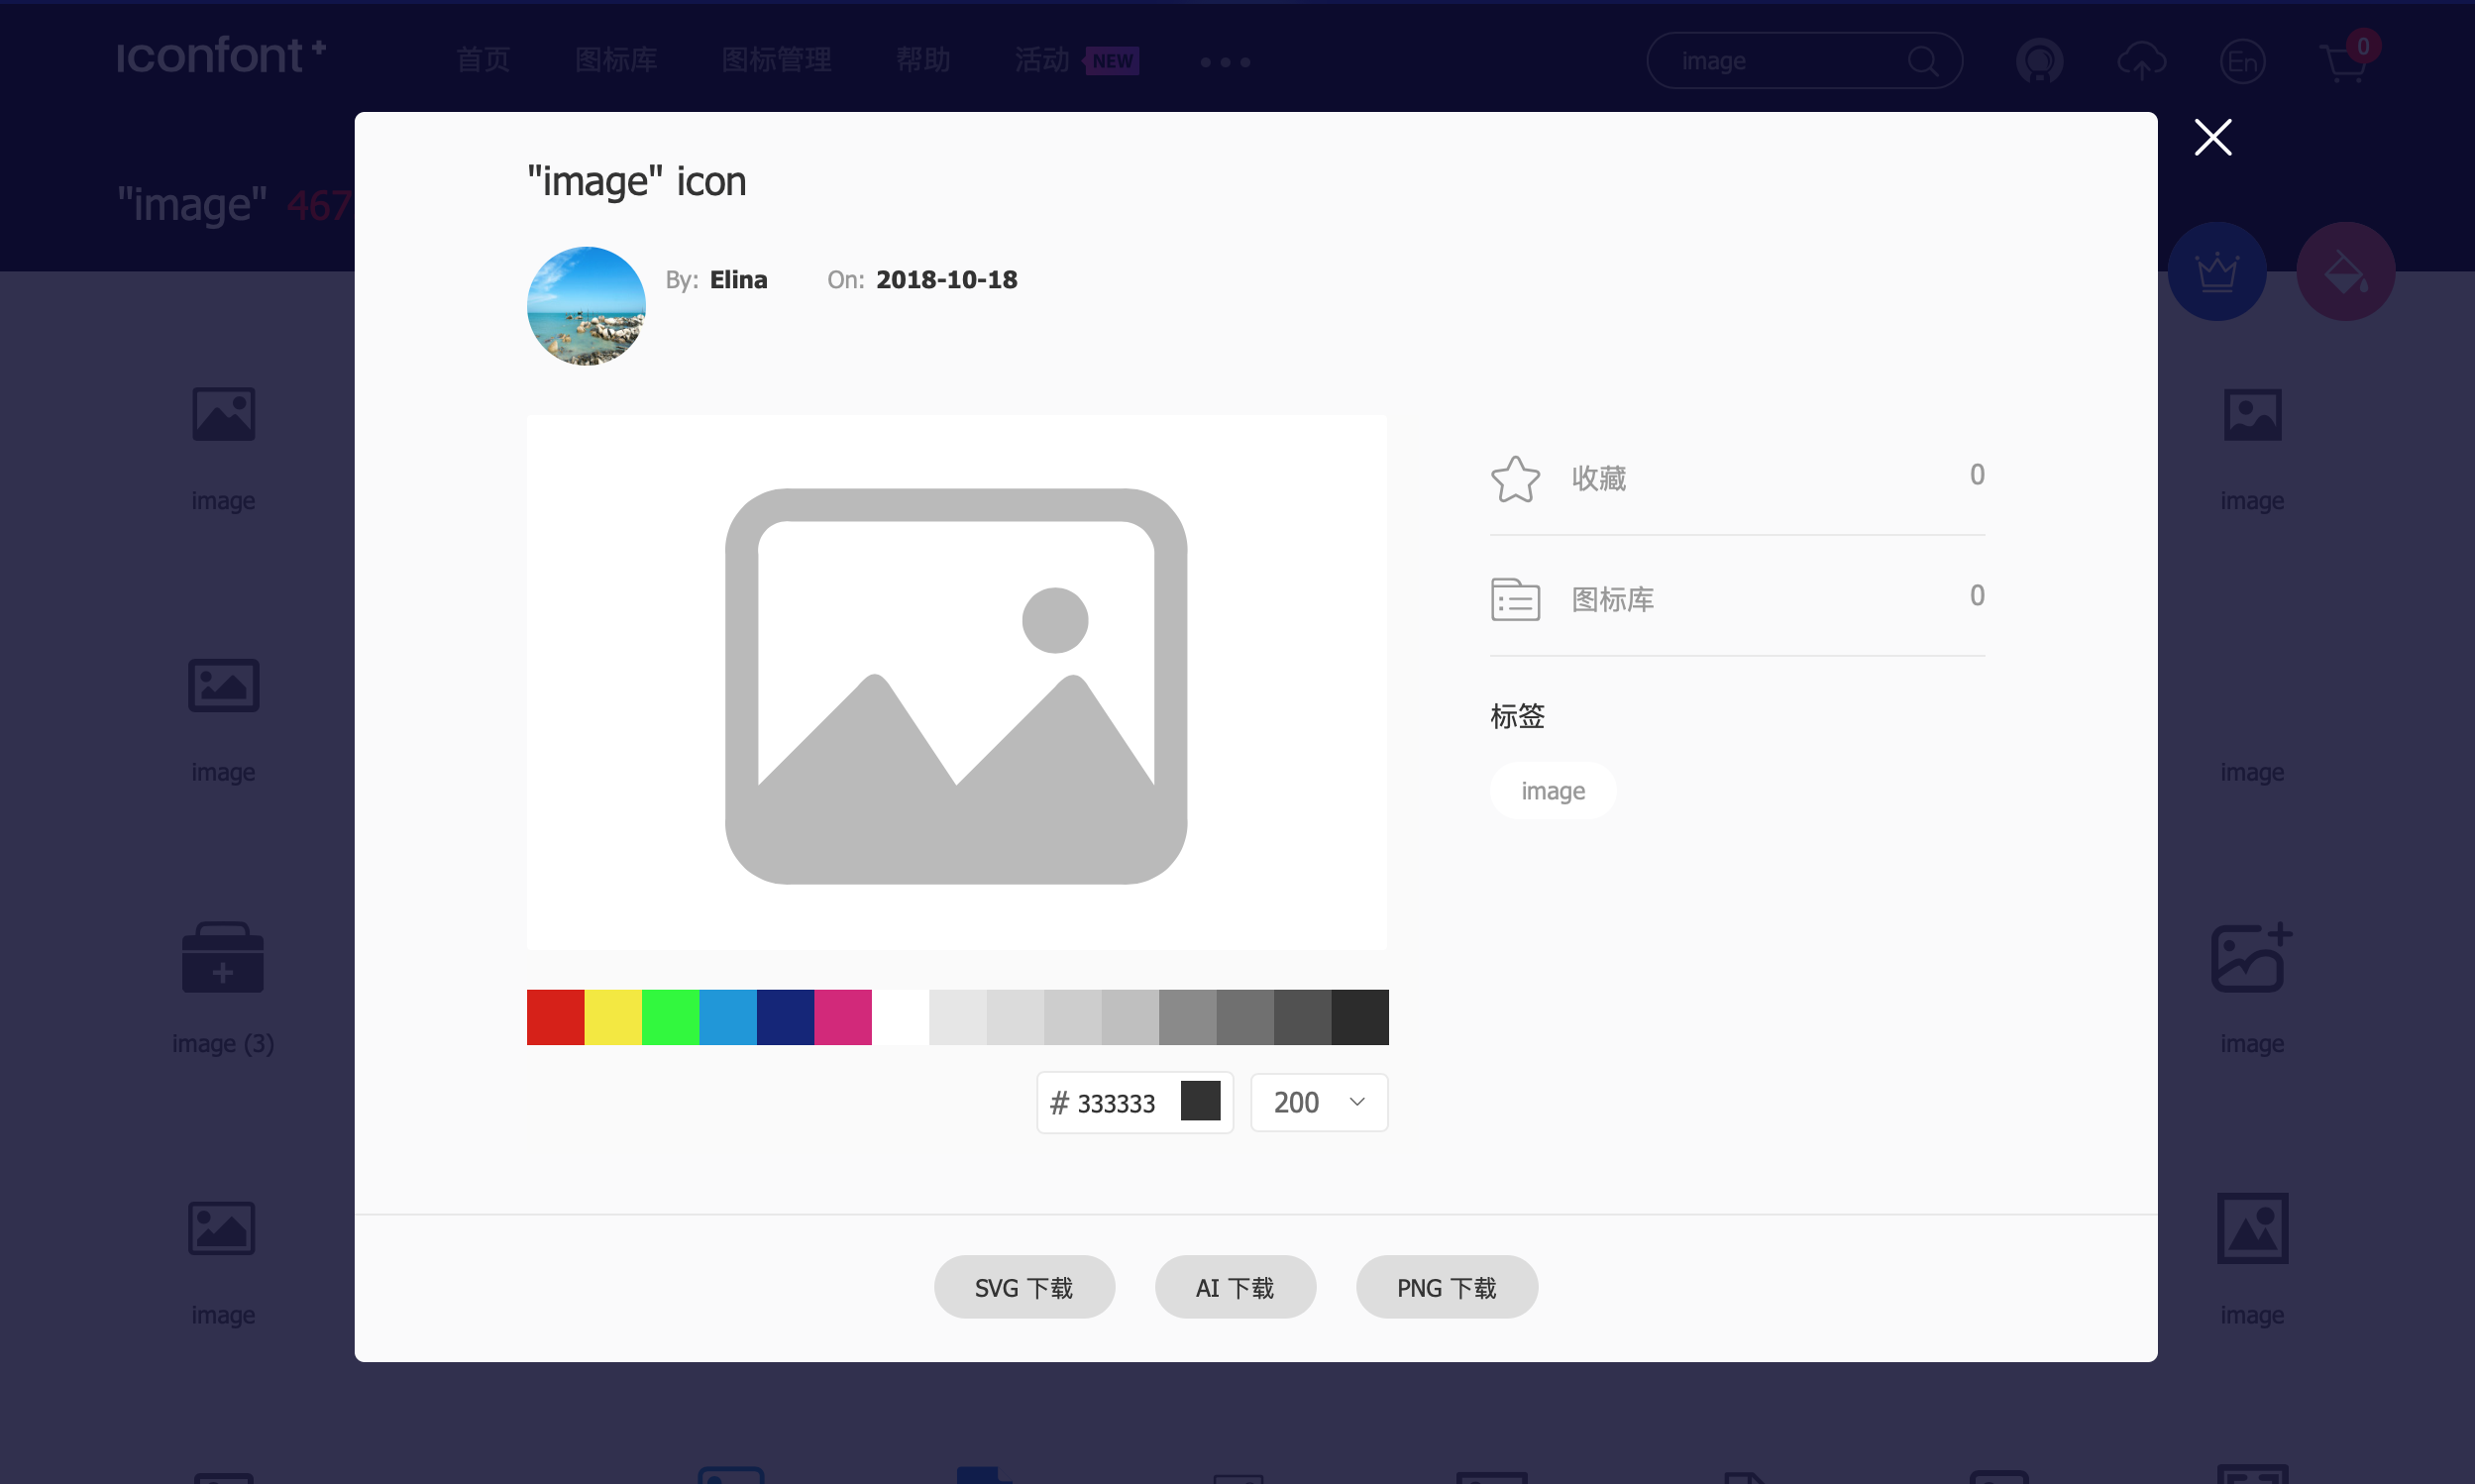 iconfont+
首页 图标库 图标管理 帮助 活动 NEW
image
En
0
"image" 467
"image" icon
By: Elina On: 2018-10-18
image
image
收藏 0
图标库 0
标签
image
image
image
image (3)
image
# 333333 200
SVG 下载 AI 下载 PNG 下载
image
image